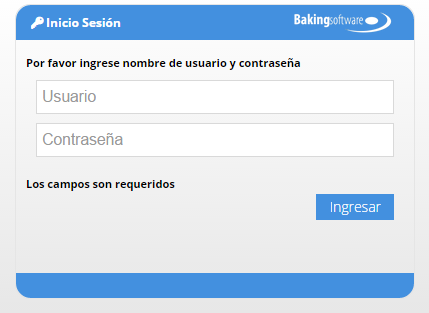 Inicio Sesión
Bakingsoftware
Por favor ingrese nombre de usuario y contraseña
Usuario
Contraseña
Los campos son requeridos
Ingresar